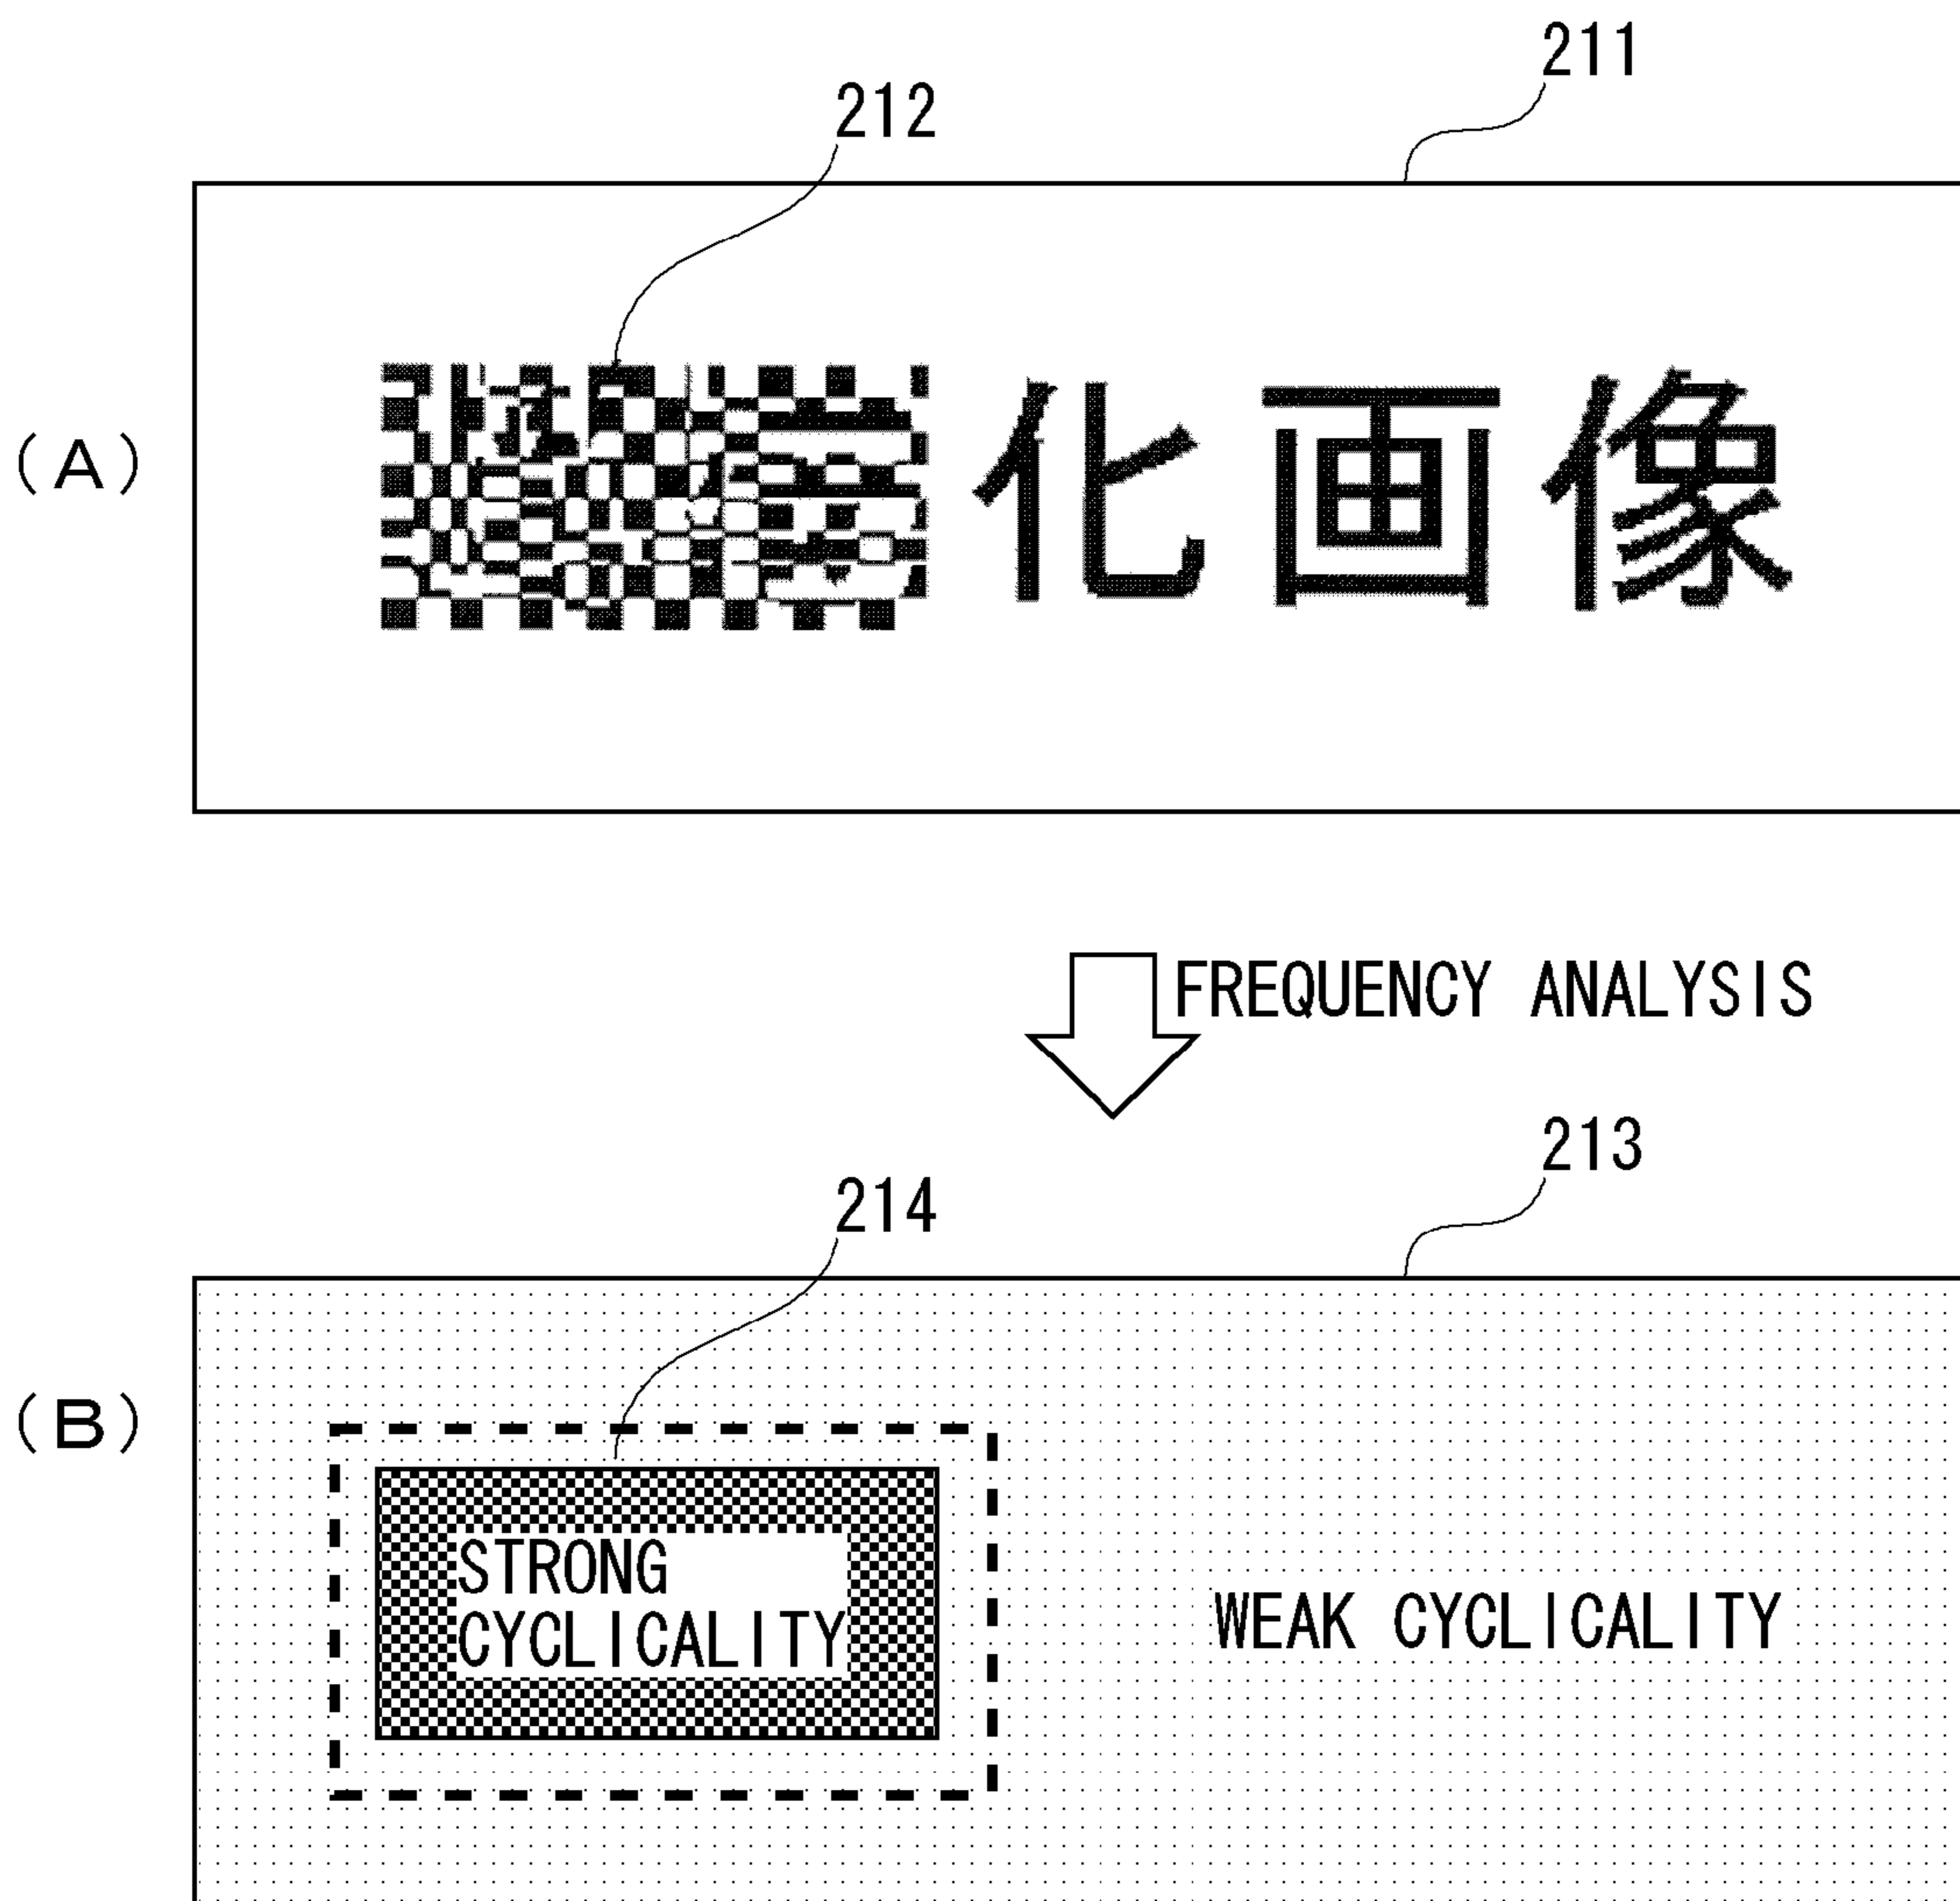 211
212
(A)
化画像
FREQUENCY ANALYSIS
213
214
(B)
STRONG
CYCLICALITY
WEAK CYCLICALITY